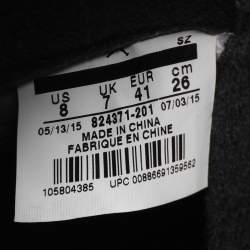 SZ
US UK EUR cm
8 7 41 26
824371-201
05/13/15 07/03/15
MADE IN CHINA
FABRIQUE EN CHINE
105804385 UPC 00886691359562